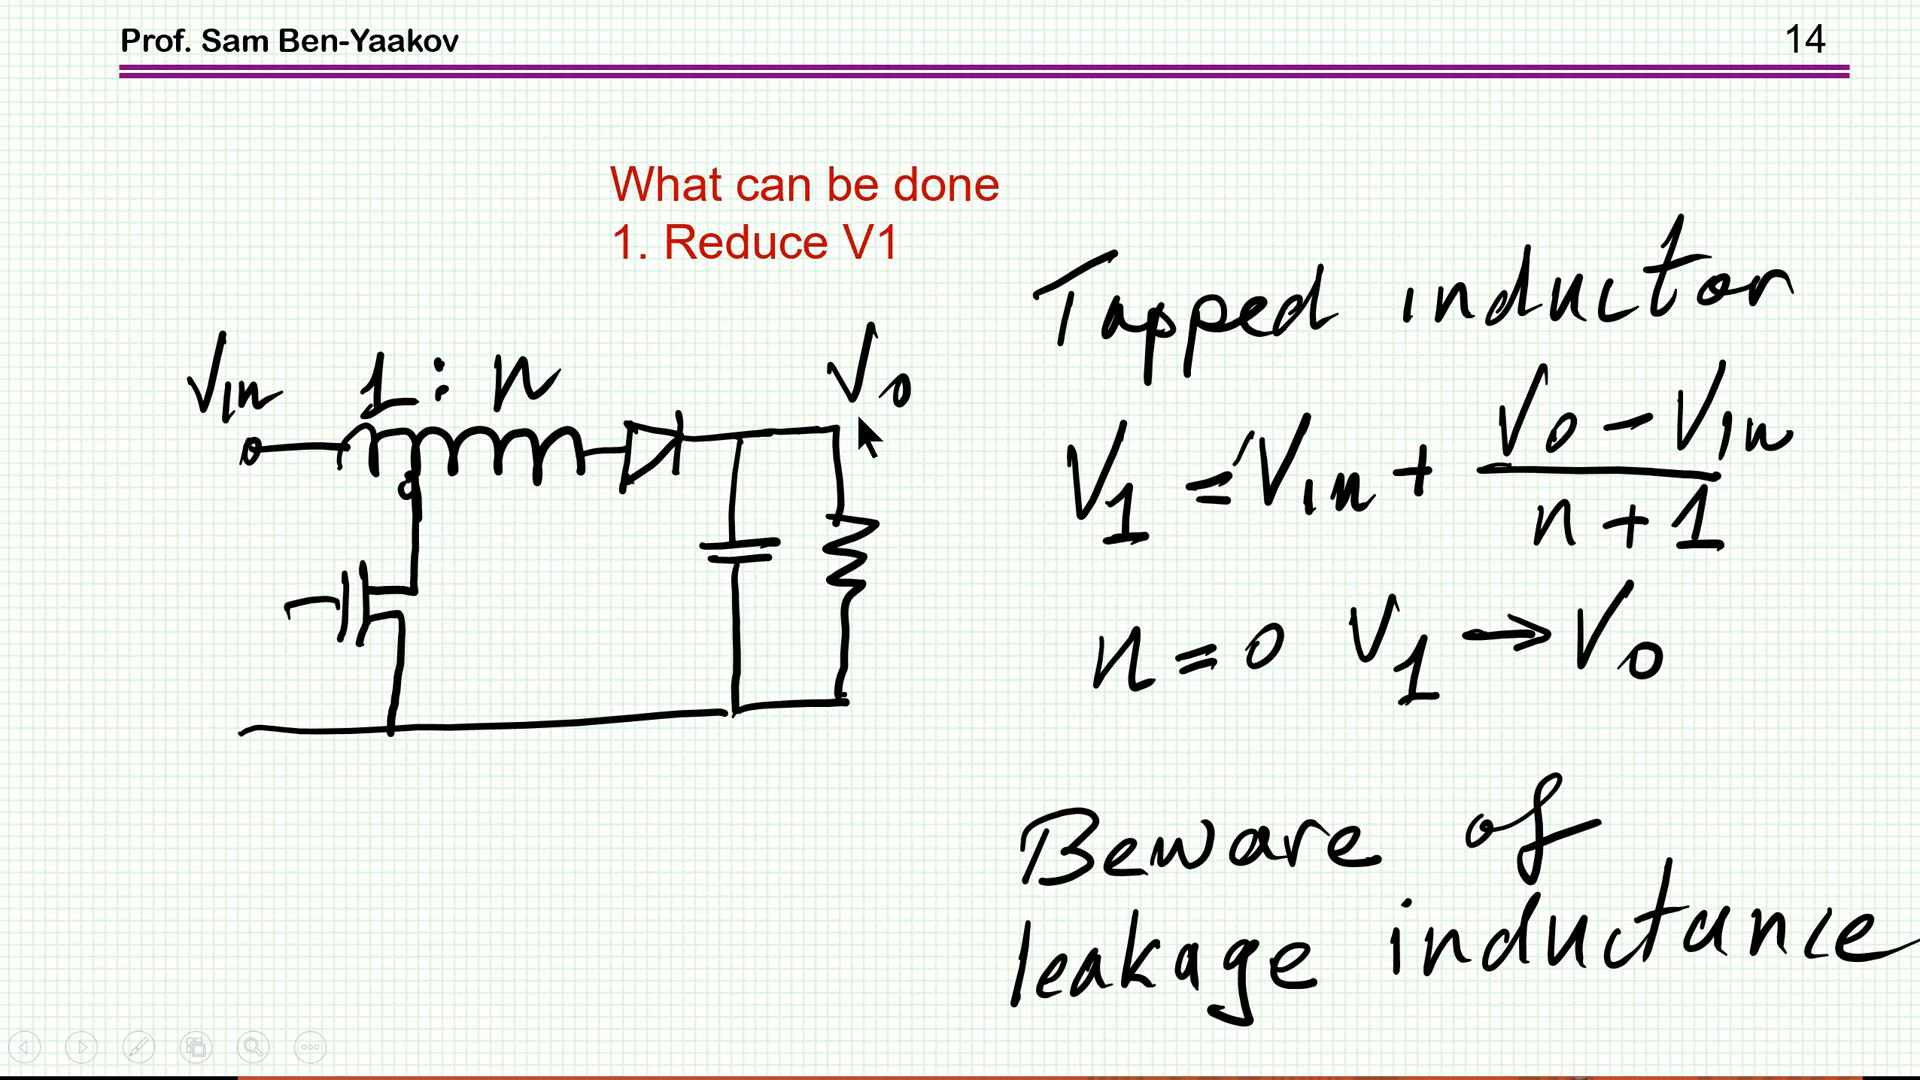 Prof. Sam Ben-Yaakov
14
What can be done
1. Reduce V1
Tapped inductor
Vin 1 : n Vo
V1 = Vin + (Vo - Vin) / (n + 1)
n = 0 V1 → Vo
Beware of
leakage inductance